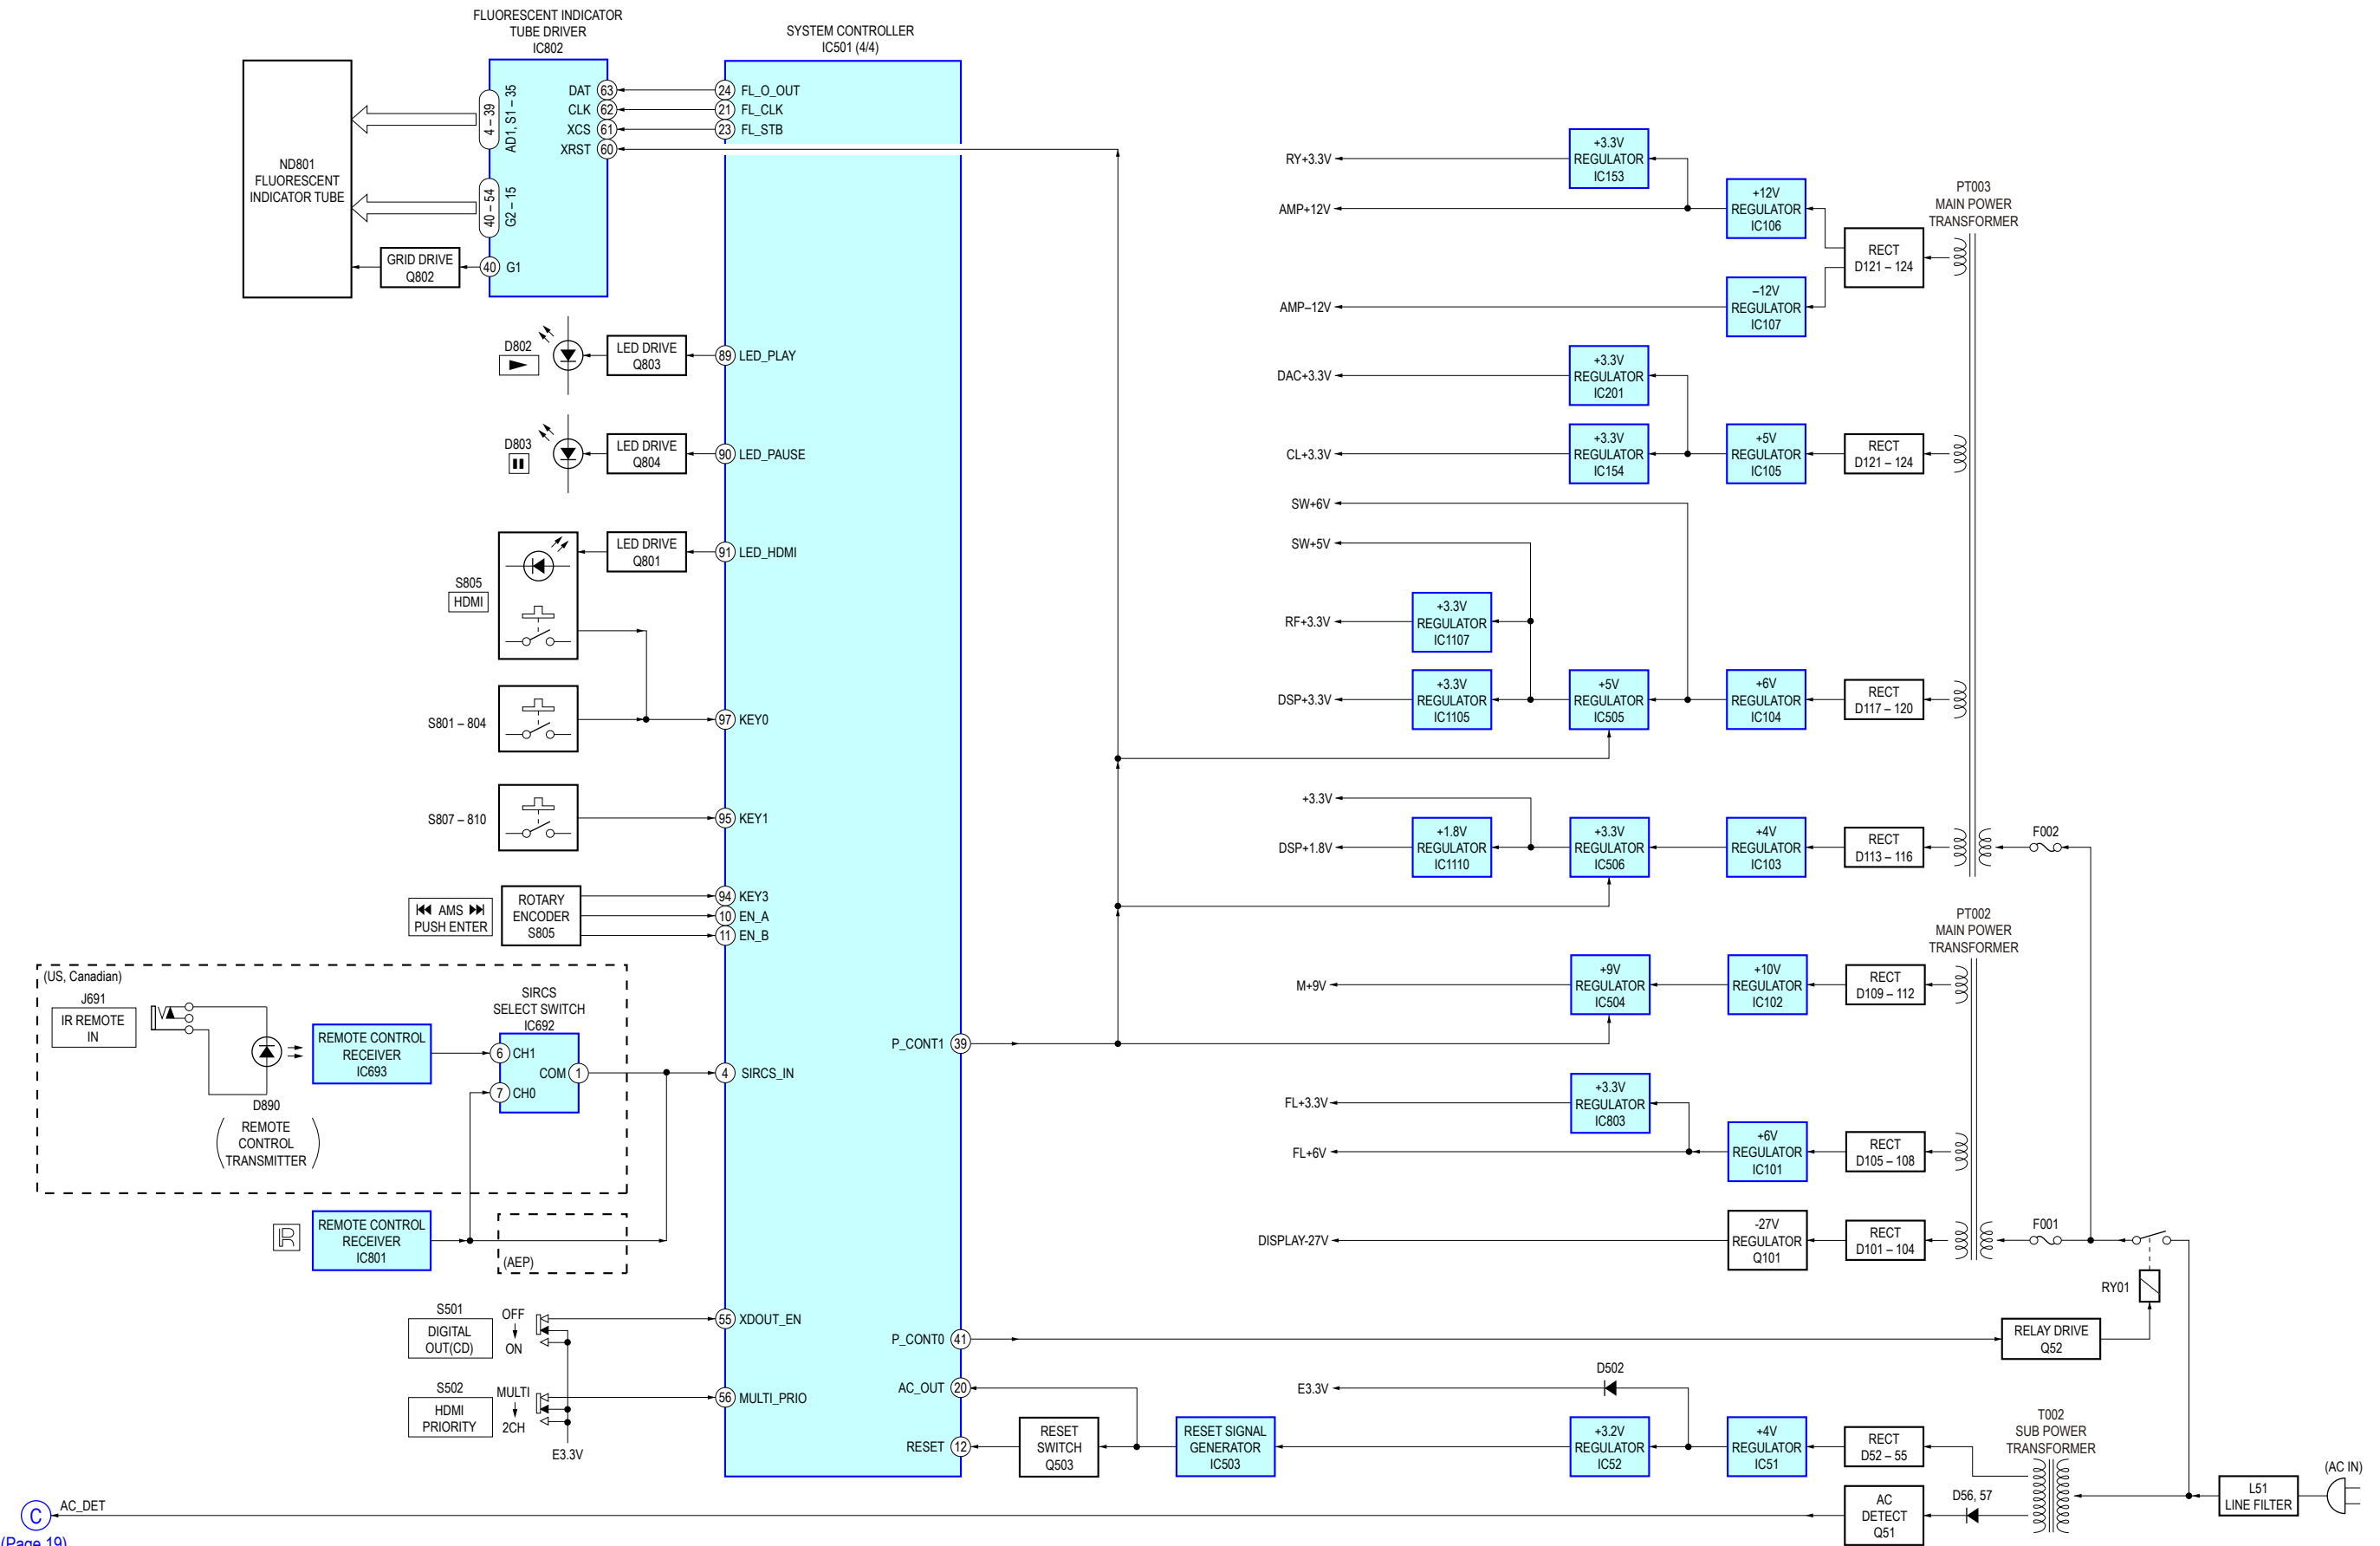 FLUORESCENT INDICATOR
TUBE DRIVER
IC802
SYSTEM CONTROLLER
IC501 (4/4)
ND801
FLUORESCENT
INDICATOR TUBE
4 – 39
AD1, S1 – 35
40 – 54
G2 – 15
DAT 63
CLK 62
XCS 61
XRST 60
24 FL_O_OUT
21 FL_CLK
23 FL_STB
GRID DRIVE
Q802
40 G1
D802
LED DRIVE
Q803
89 LED_PLAY
D803
LED DRIVE
Q804
90 LED_PAUSE
S805
HDMI
LED DRIVE
Q801
91 LED_HDMI
S801 – 804
97 KEY0
S807 – 810
95 KEY1
AMS
PUSH ENTER
ROTARY
ENCODER
S805
94 KEY3
10 EN_A
11 EN_B
(US, Canadian)
J691
IR REMOTE
IN
D890
REMOTE
CONTROL
TRANSMITTER
REMOTE CONTROL
RECEIVER
IC693
SIRCS
SELECT SWITCH
IC692
6 CH1
COM 1
7 CH0
4 SIRCS_IN
R
REMOTE CONTROL
RECEIVER
IC801
(AEP)
S501
DIGITAL
OUT(CD)
OFF
ON
55 XDOUT_EN
S502
HDMI
PRIORITY
MULTI
2CH
56 MULTI_PRIO
E3.3V
P_CONT1 39
P_CONT0 41
AC_OUT 20
RESET 12
RESET
SWITCH
Q503
RESET SIGNAL
GENERATOR
IC503
C AC_DET
(Page 19)
RY+3.3V
+3.3V
REGULATOR
IC153
AMP+12V
+12V
REGULATOR
IC106
AMP–12V
–12V
REGULATOR
IC107
RECT
D121 – 124
PT003
MAIN POWER
TRANSFORMER
DAC+3.3V
+3.3V
REGULATOR
IC201
CL+3.3V
+3.3V
REGULATOR
IC154
+5V
REGULATOR
IC105
RECT
D121 – 124
SW+6V
SW+5V
RF+3.3V
+3.3V
REGULATOR
IC1107
DSP+3.3V
+3.3V
REGULATOR
IC1105
+5V
REGULATOR
IC505
+6V
REGULATOR
IC104
RECT
D117 – 120
+3.3V
DSP+1.8V
+1.8V
REGULATOR
IC1110
+3.3V
REGULATOR
IC506
+4V
REGULATOR
IC103
RECT
D113 – 116
F002
PT002
MAIN POWER
TRANSFORMER
M+9V
+9V
REGULATOR
IC504
+10V
REGULATOR
IC102
RECT
D109 – 112
FL+3.3V
+3.3V
REGULATOR
IC803
FL+6V
+6V
REGULATOR
IC101
RECT
D105 – 108
DISPLAY-27V
-27V
REGULATOR
Q101
RECT
D101 – 104
F001
RY01
RELAY DRIVE
Q52
E3.3V
D502
+3.2V
REGULATOR
IC52
+4V
REGULATOR
IC51
RECT
D52 – 55
T002
SUB POWER
TRANSFORMER
AC
DETECT
Q51
D56, 57
L51
LINE FILTER
(AC IN)